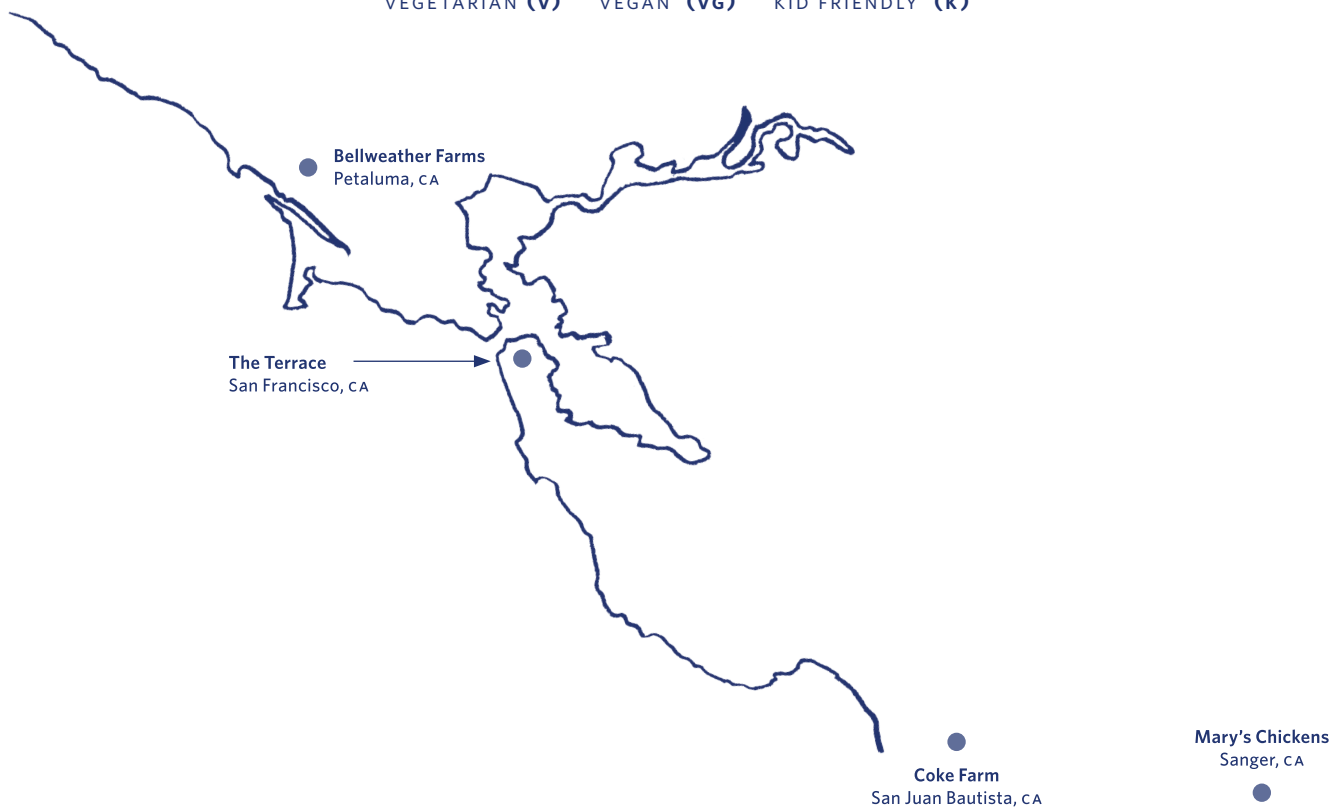 VEGETARIAN (V) VEGAN (VG) KID FRIENDLY (K)
Bellweather Farms
Petaluma, CA
The Terrace
San Francisco, CA
Mary's Chickens
Sanger, CA
Coke Farm
San Juan Bautista, CA